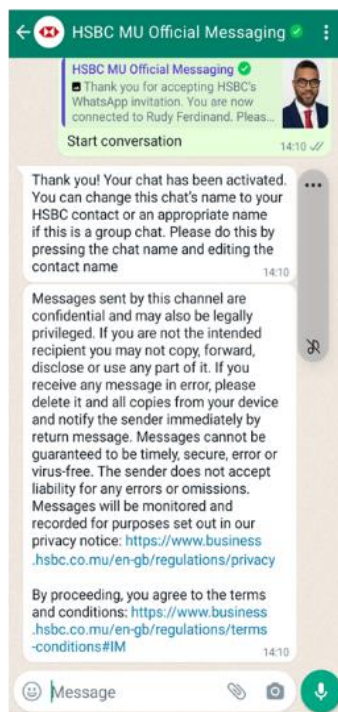 HSBC MU Official Messaging
HSBC MU Official Messaging
Thank you for accepting HSBC's
WhatsApp invitation. You are now
connected to Rudy Ferdinand. Pleas...
Start conversation
14:10
Thank you! Your chat has been activated.
You can change this chat's name to your
HSBC contact or an appropriate name
if this is a group chat. Please do this by
pressing the chat name and editing the
contact name
14:10
Messages sent by this channel are
confidential and may also be legally
privileged. If you are not the intended
recipient you may not copy, forward,
disclose or use any part of it. If you
receive any message in error, please
delete it and all copies from your device
and notify the sender immediately by
return message. Messages cannot be
guaranteed to be timely, secure, error or
virus-free. The sender does not accept
liability for any errors or omissions.
Messages will be monitored and
recorded for purposes set out in our
privacy notice: https://www.business
.hsbc.co.mu/en-gb/regulations/privacy
By proceeding, you agree to the terms
and conditions: https://www.business
.hsbc.co.mu/en-gb/regulations/terms
-conditions#IM
14:10
Message